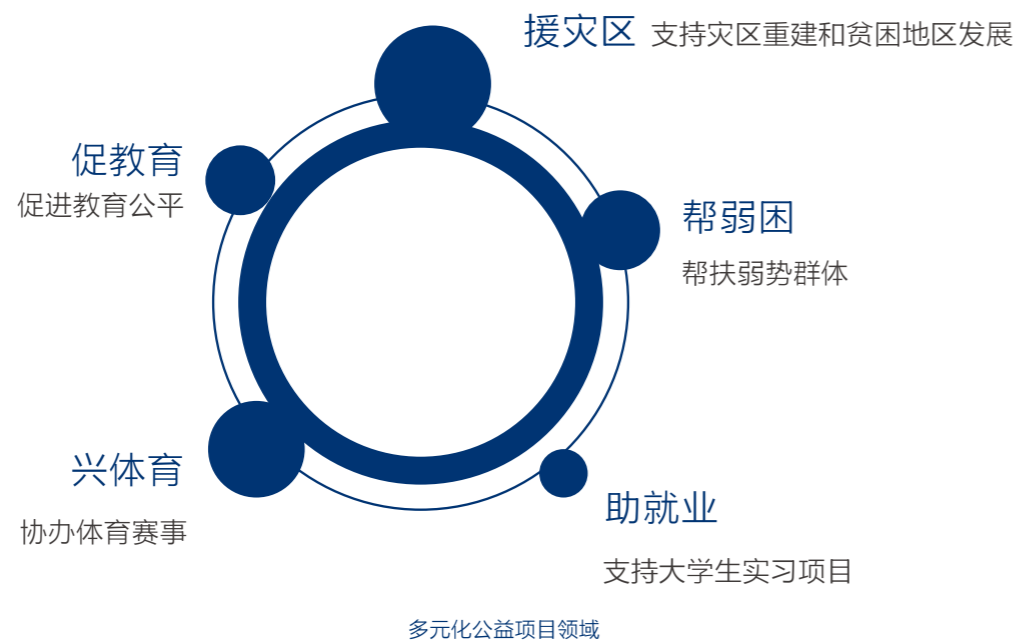 援灾区 支持灾区重建和贫困地区发展
促教育
促进教育公平
帮弱困
帮扶弱势群体
兴体育
协办体育赛事
助就业
支持大学生实习项目
多元化公益项目领域